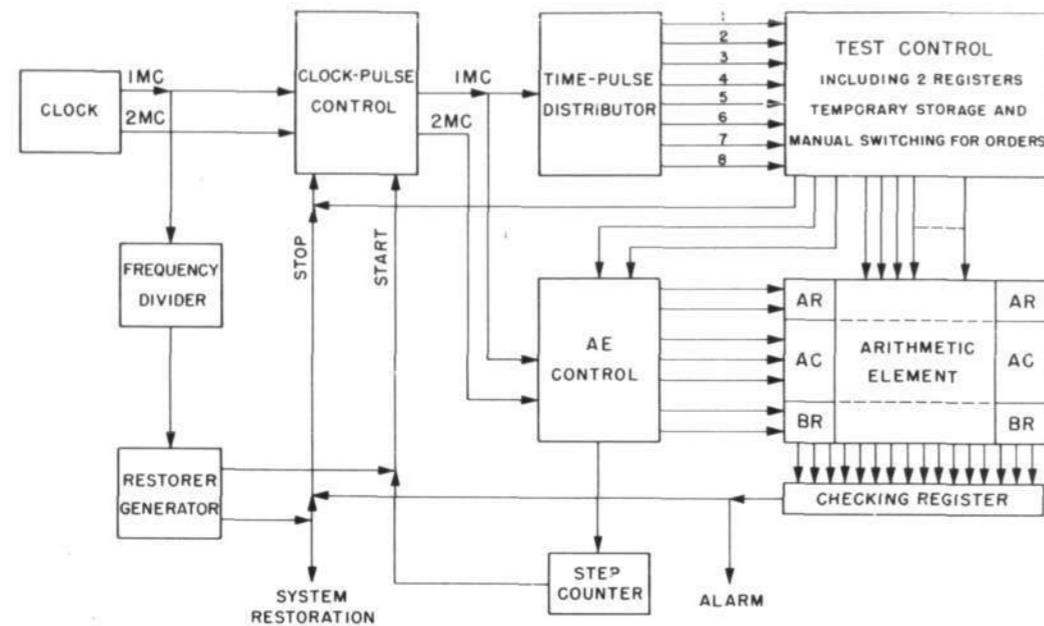 1MC
2MC
CLOCK
CLOCK-PULSE
CONTROL
1MC
2MC
TIME-PULSE
DISTRIBUTOR
1
2
3
4
5
6
7
8
TEST CONTROL
INCLUDING 2 REGISTERS
TEMPORARY STORAGE AND
MANUAL SWITCHING FOR ORDERS
STOP
START
FREQUENCY
DIVIDER
AE
CONTROL
AR
AC
BR
ARITHMETIC
ELEMENT
AR
AC
BR
RESTORER
GENERATOR
CHECKING REGISTER
STEP
COUNTER
SYSTEM
RESTORATION
ALARM